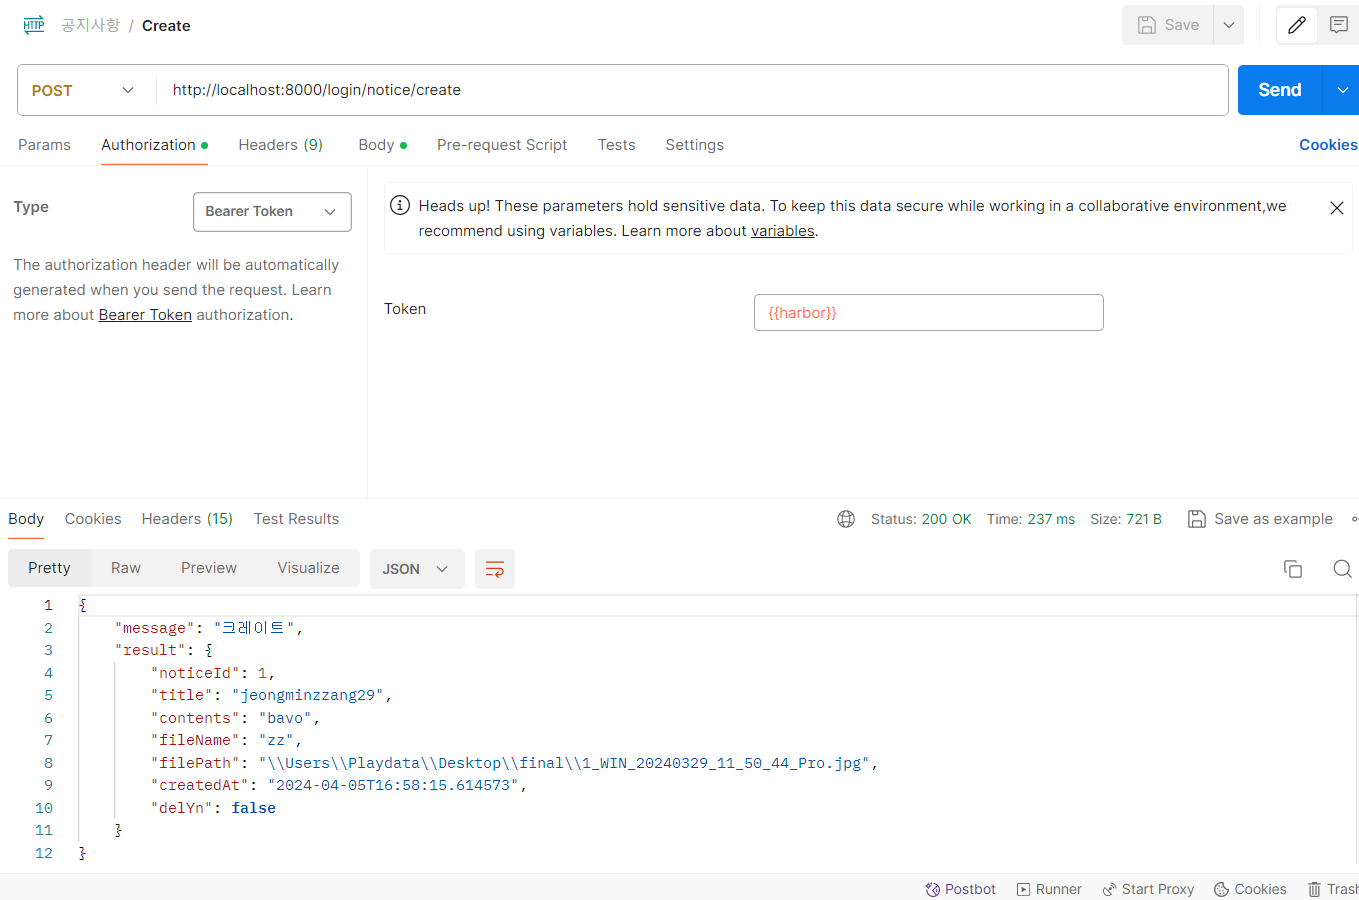 HTTP 공지사항 / Create
Save
POST http://localhost:8000/login/notice/create Send
Params Authorization Headers (9) Body Pre-request Script Tests Settings Cookies
Type Bearer Token
The authorization header will be automatically
generated when you send the request. Learn
more about Bearer Token authorization.
Heads up! These parameters hold sensitive data. To keep this data secure while working in a collaborative environment,we
recommend using variables. Learn more about variables.
Token {{harbor}}
Body Cookies Headers (15) Test Results Status: 200 OK Time: 237 ms Size: 721 B Save as example
Pretty Raw Preview Visualize JSON
1 {
2 "message": "크레이트",
3 "result": {
4 "noticeId": 1,
5 "title": "jeongminzzang29",
6 "contents": "bavo",
7 "fileName": "zz",
8 "filePath": "\\Users\\Playdata\\Desktop\\final\\1_WIN_20240329_11_50_44_Pro.jpg",
9 "createdAt": "2024-04-05T16:58:15.614573",
10 "delYn": false
11 }
12 }
Postbot Runner Start Proxy Cookies Trash